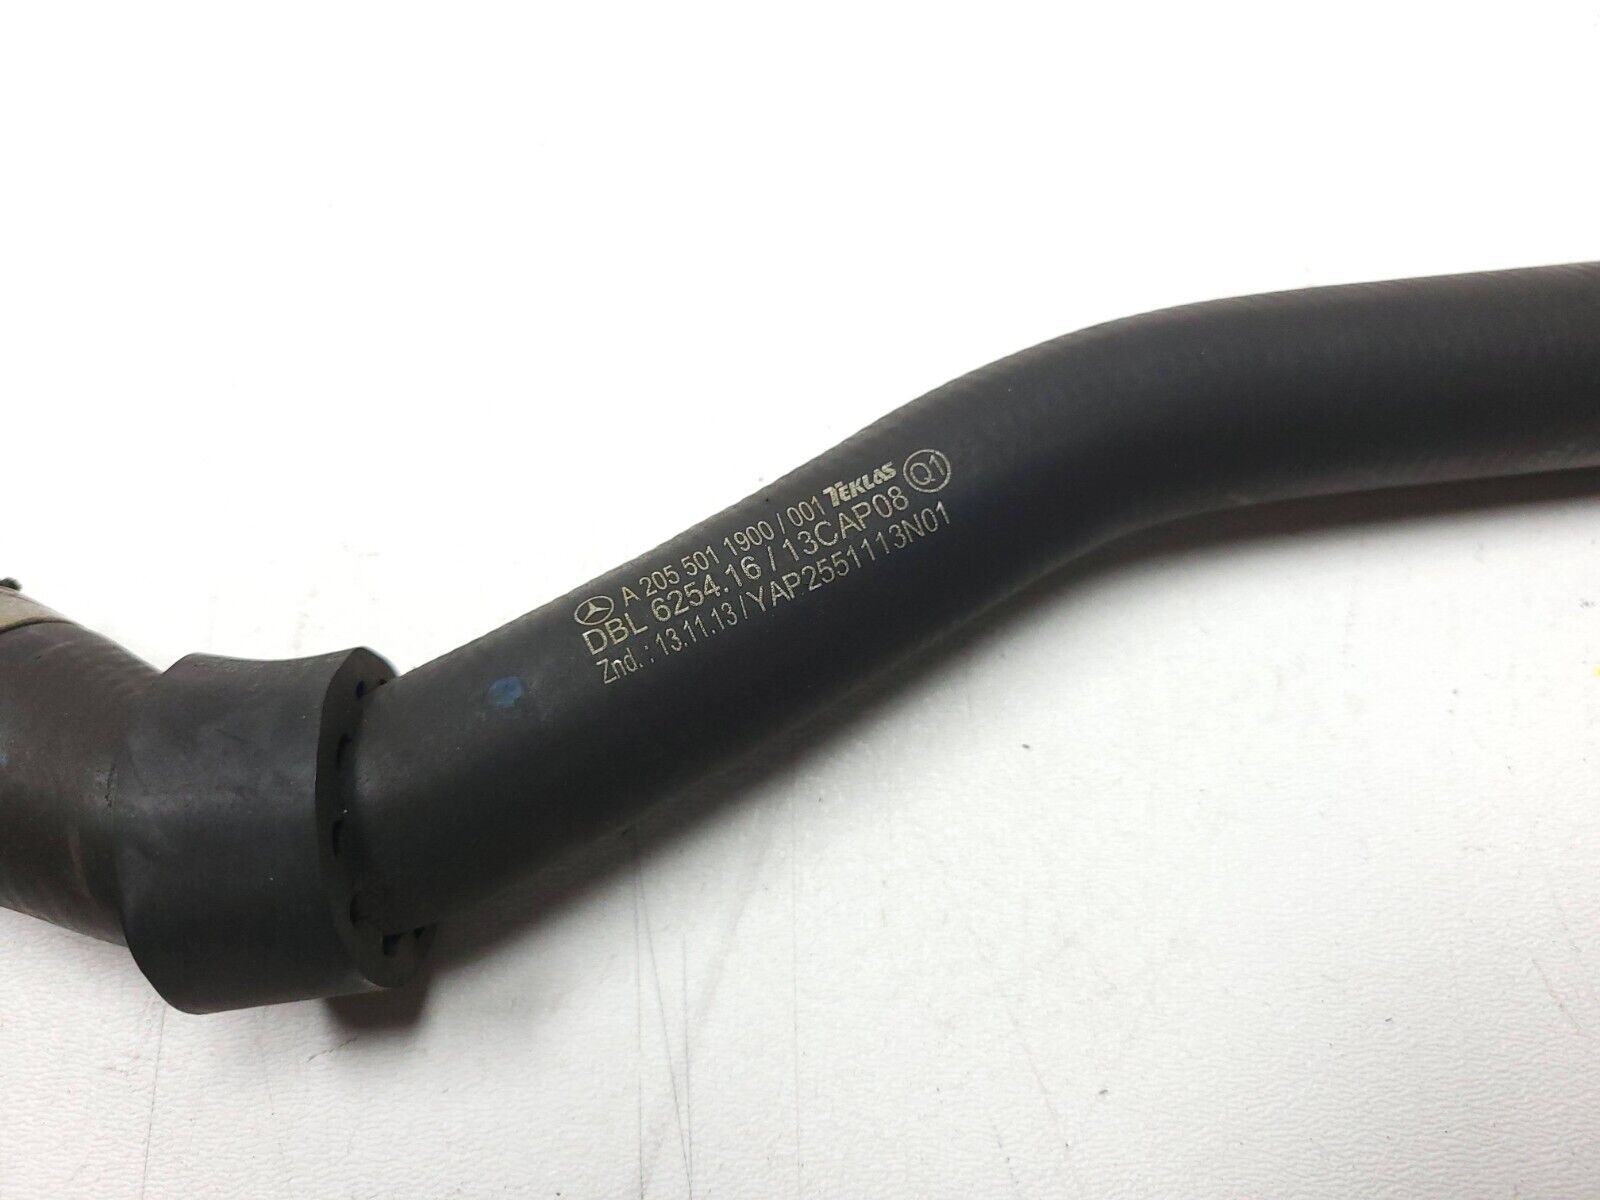 A 205 501 1900 / 001 TEKLAS Q1
DBL 6254.16 / 13CAP08
Znd. : 13.11.13 / YAP2551113N01